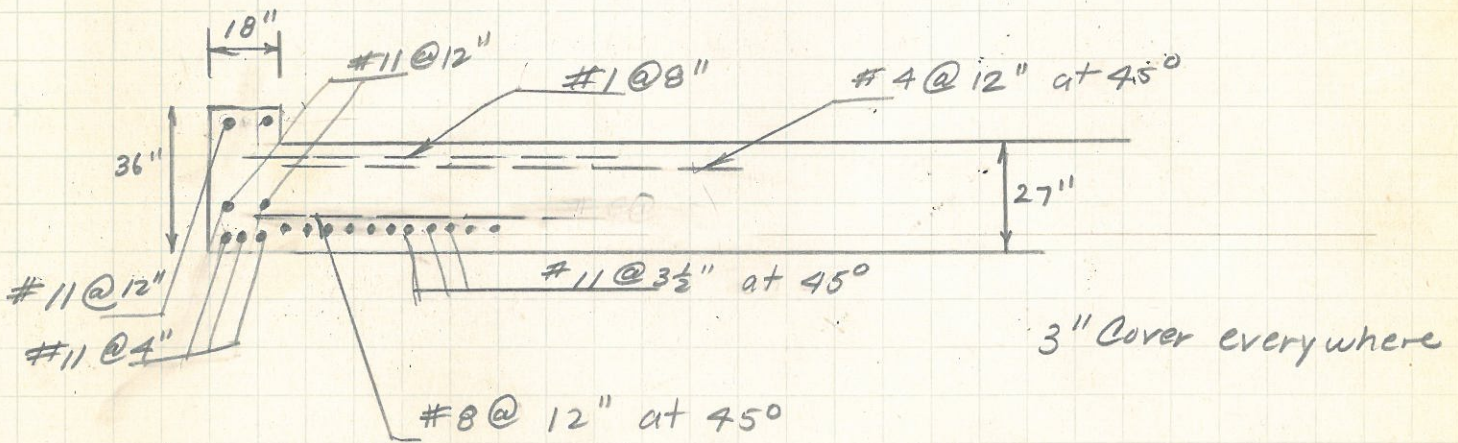 18"
#11 @ 12"
#1 @ 8"
#4 @ 12" at 45°
36"
27"
#11 @ 12"
#11 @ 3½" at 45°
#11 @ 4"
3" Cover everywhere
#8 @ 12" at 45°